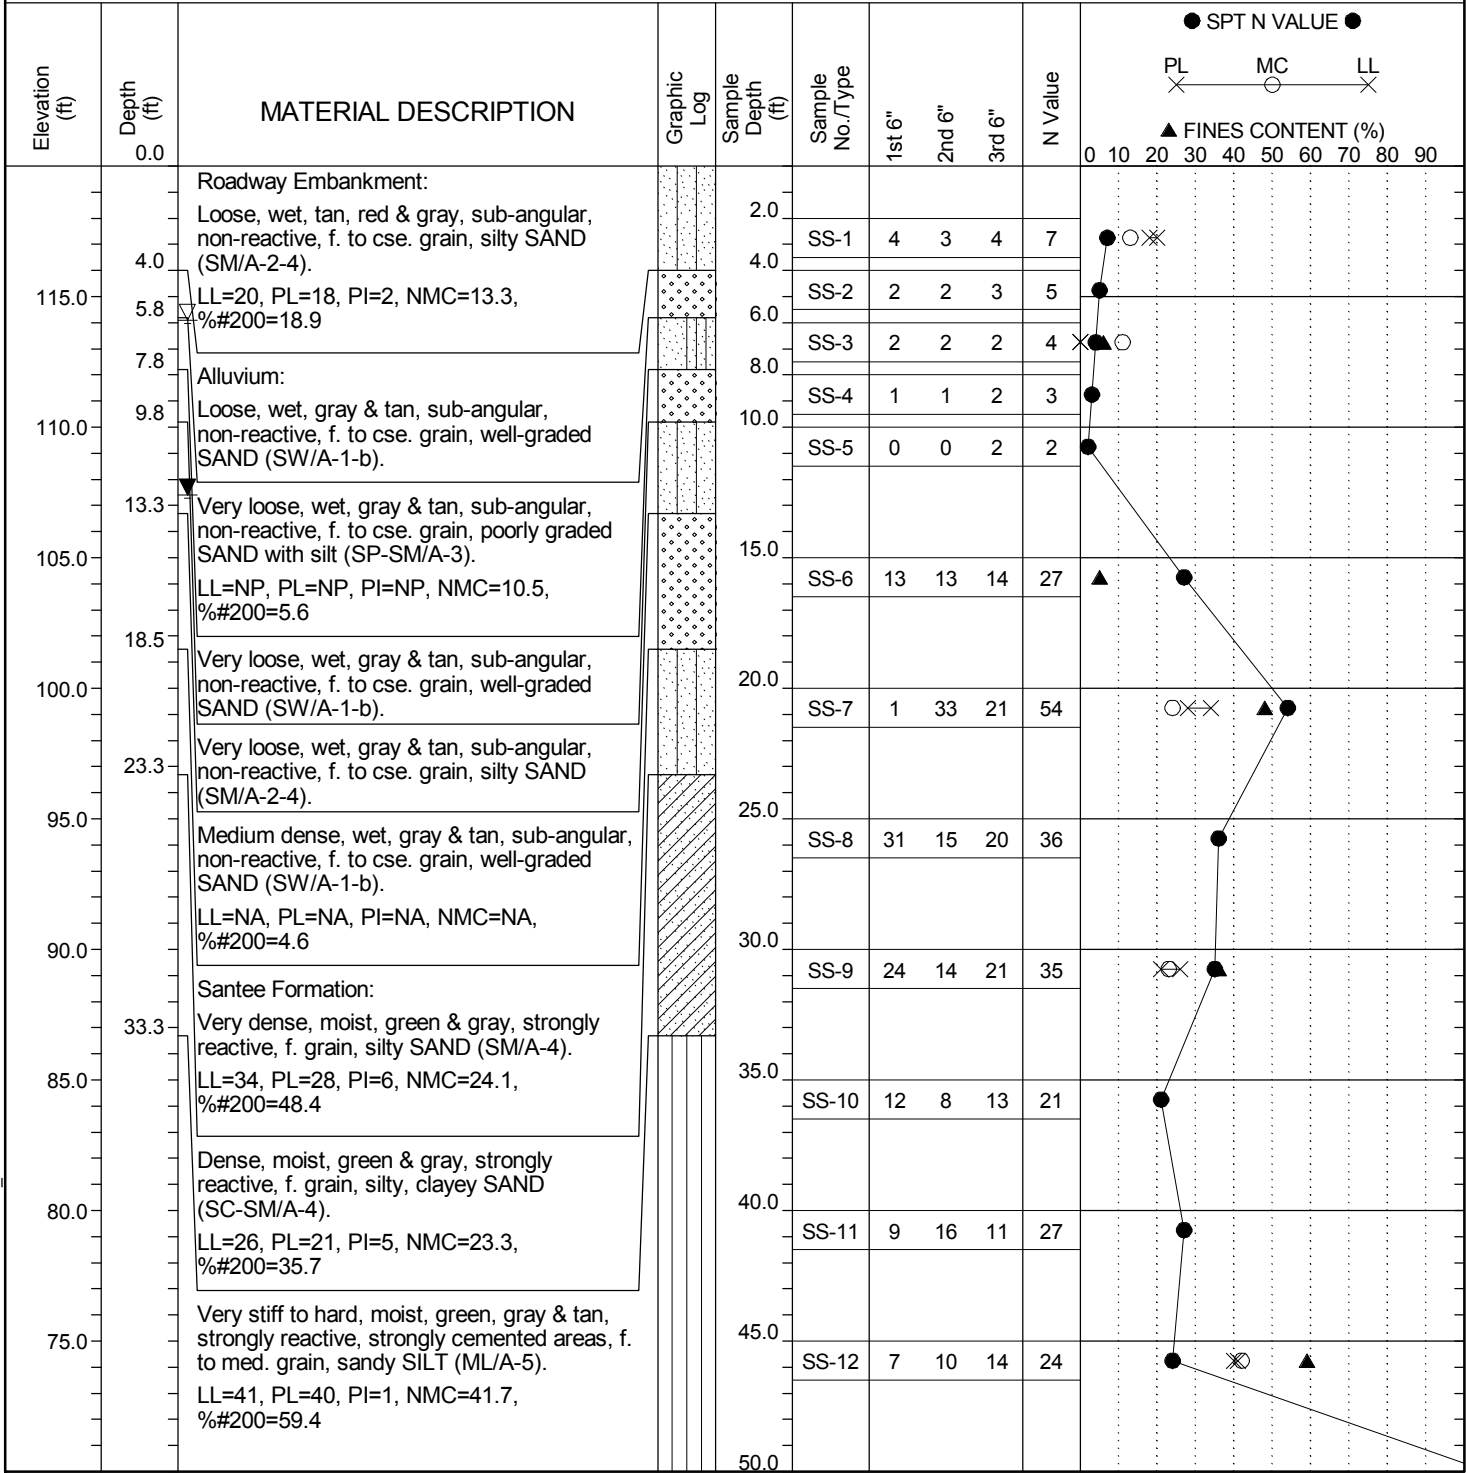 ● SPT N VALUE ●
PL MC LL
▲ FINES CONTENT (%)
0 10 20 30 40 50 60 70 80 90
Elevation (ft)
Depth (ft)
0.0
MATERIAL DESCRIPTION
Graphic Log
Sample Depth (ft)
Sample No./Type
1st 6"
2nd 6"
3rd 6"
N Value
115.0
110.0
105.0
100.0
95.0
90.0
85.0
80.0
75.0
4.0
5.8
7.8
9.8
13.3
18.5
23.3
33.3
Roadway Embankment:
Loose, wet, tan, red & gray, sub-angular,
non-reactive, f. to cse. grain, silty SAND
(SM/A-2-4).
LL=20, PL=18, PI=2, NMC=13.3,
%#200=18.9
Alluvium:
Loose, wet, gray & tan, sub-angular,
non-reactive, f. to cse. grain, well-graded
SAND (SW/A-1-b).
Very loose, wet, gray & tan, sub-angular,
non-reactive, f. to cse. grain, poorly graded
SAND with silt (SP-SM/A-3).
LL=NP, PL=NP, PI=NP, NMC=10.5,
%#200=5.6
Very loose, wet, gray & tan, sub-angular,
non-reactive, f. to cse. grain, well-graded
SAND (SW/A-1-b).
Very loose, wet, gray & tan, sub-angular,
non-reactive, f. to cse. grain, silty SAND
(SM/A-2-4).
Medium dense, wet, gray & tan, sub-angular,
non-reactive, f. to cse. grain, well-graded
SAND (SW/A-1-b).
LL=NA, PL=NA, PI=NA, NMC=NA,
%#200=4.6
Santee Formation:
Very dense, moist, green & gray, strongly
reactive, f. grain, silty SAND (SM/A-4).
LL=34, PL=28, PI=6, NMC=24.1,
%#200=48.4
Dense, moist, green & gray, strongly
reactive, f. grain, silty, clayey SAND
(SC-SM/A-4).
LL=26, PL=21, PI=5, NMC=23.3,
%#200=35.7
Very stiff to hard, moist, green, gray & tan,
strongly reactive, strongly cemented areas, f.
to med. grain, sandy SILT (ML/A-5).
LL=41, PL=40, PI=1, NMC=41.7,
%#200=59.4
2.0
SS-1 4 3 4 7
4.0
SS-2 2 2 3 5
6.0
SS-3 2 2 2 4
8.0
SS-4 1 1 2 3
10.0
SS-5 0 0 2 2
15.0
SS-6 13 13 14 27
20.0
SS-7 1 33 21 54
25.0
SS-8 31 15 20 36
30.0
SS-9 24 14 21 35
35.0
SS-10 12 8 13 21
40.0
SS-11 9 16 11 27
45.0
SS-12 7 10 14 24
50.0